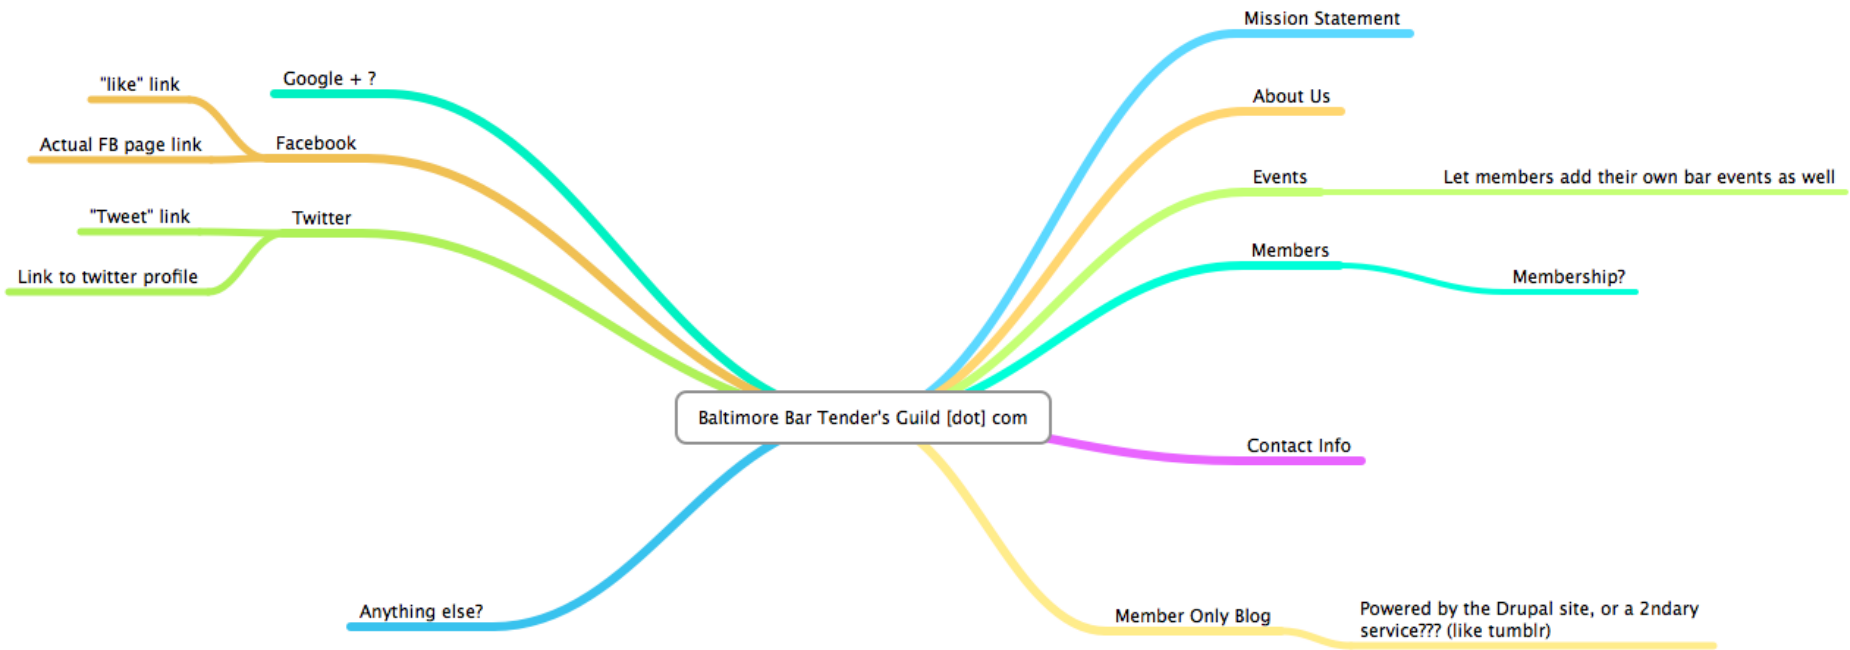 Mission Statement
About Us
Events
Let members add their own bar events as well
Members
Membership?
Google + ?
"like" link
Facebook
Actual FB page link
"Tweet" link
Twitter
Link to twitter profile
Baltimore Bar Tender's Guild [dot] com
Contact Info
Anything else?
Member Only Blog
Powered by the Drupal site, or a 2ndary
service??? (like tumblr)